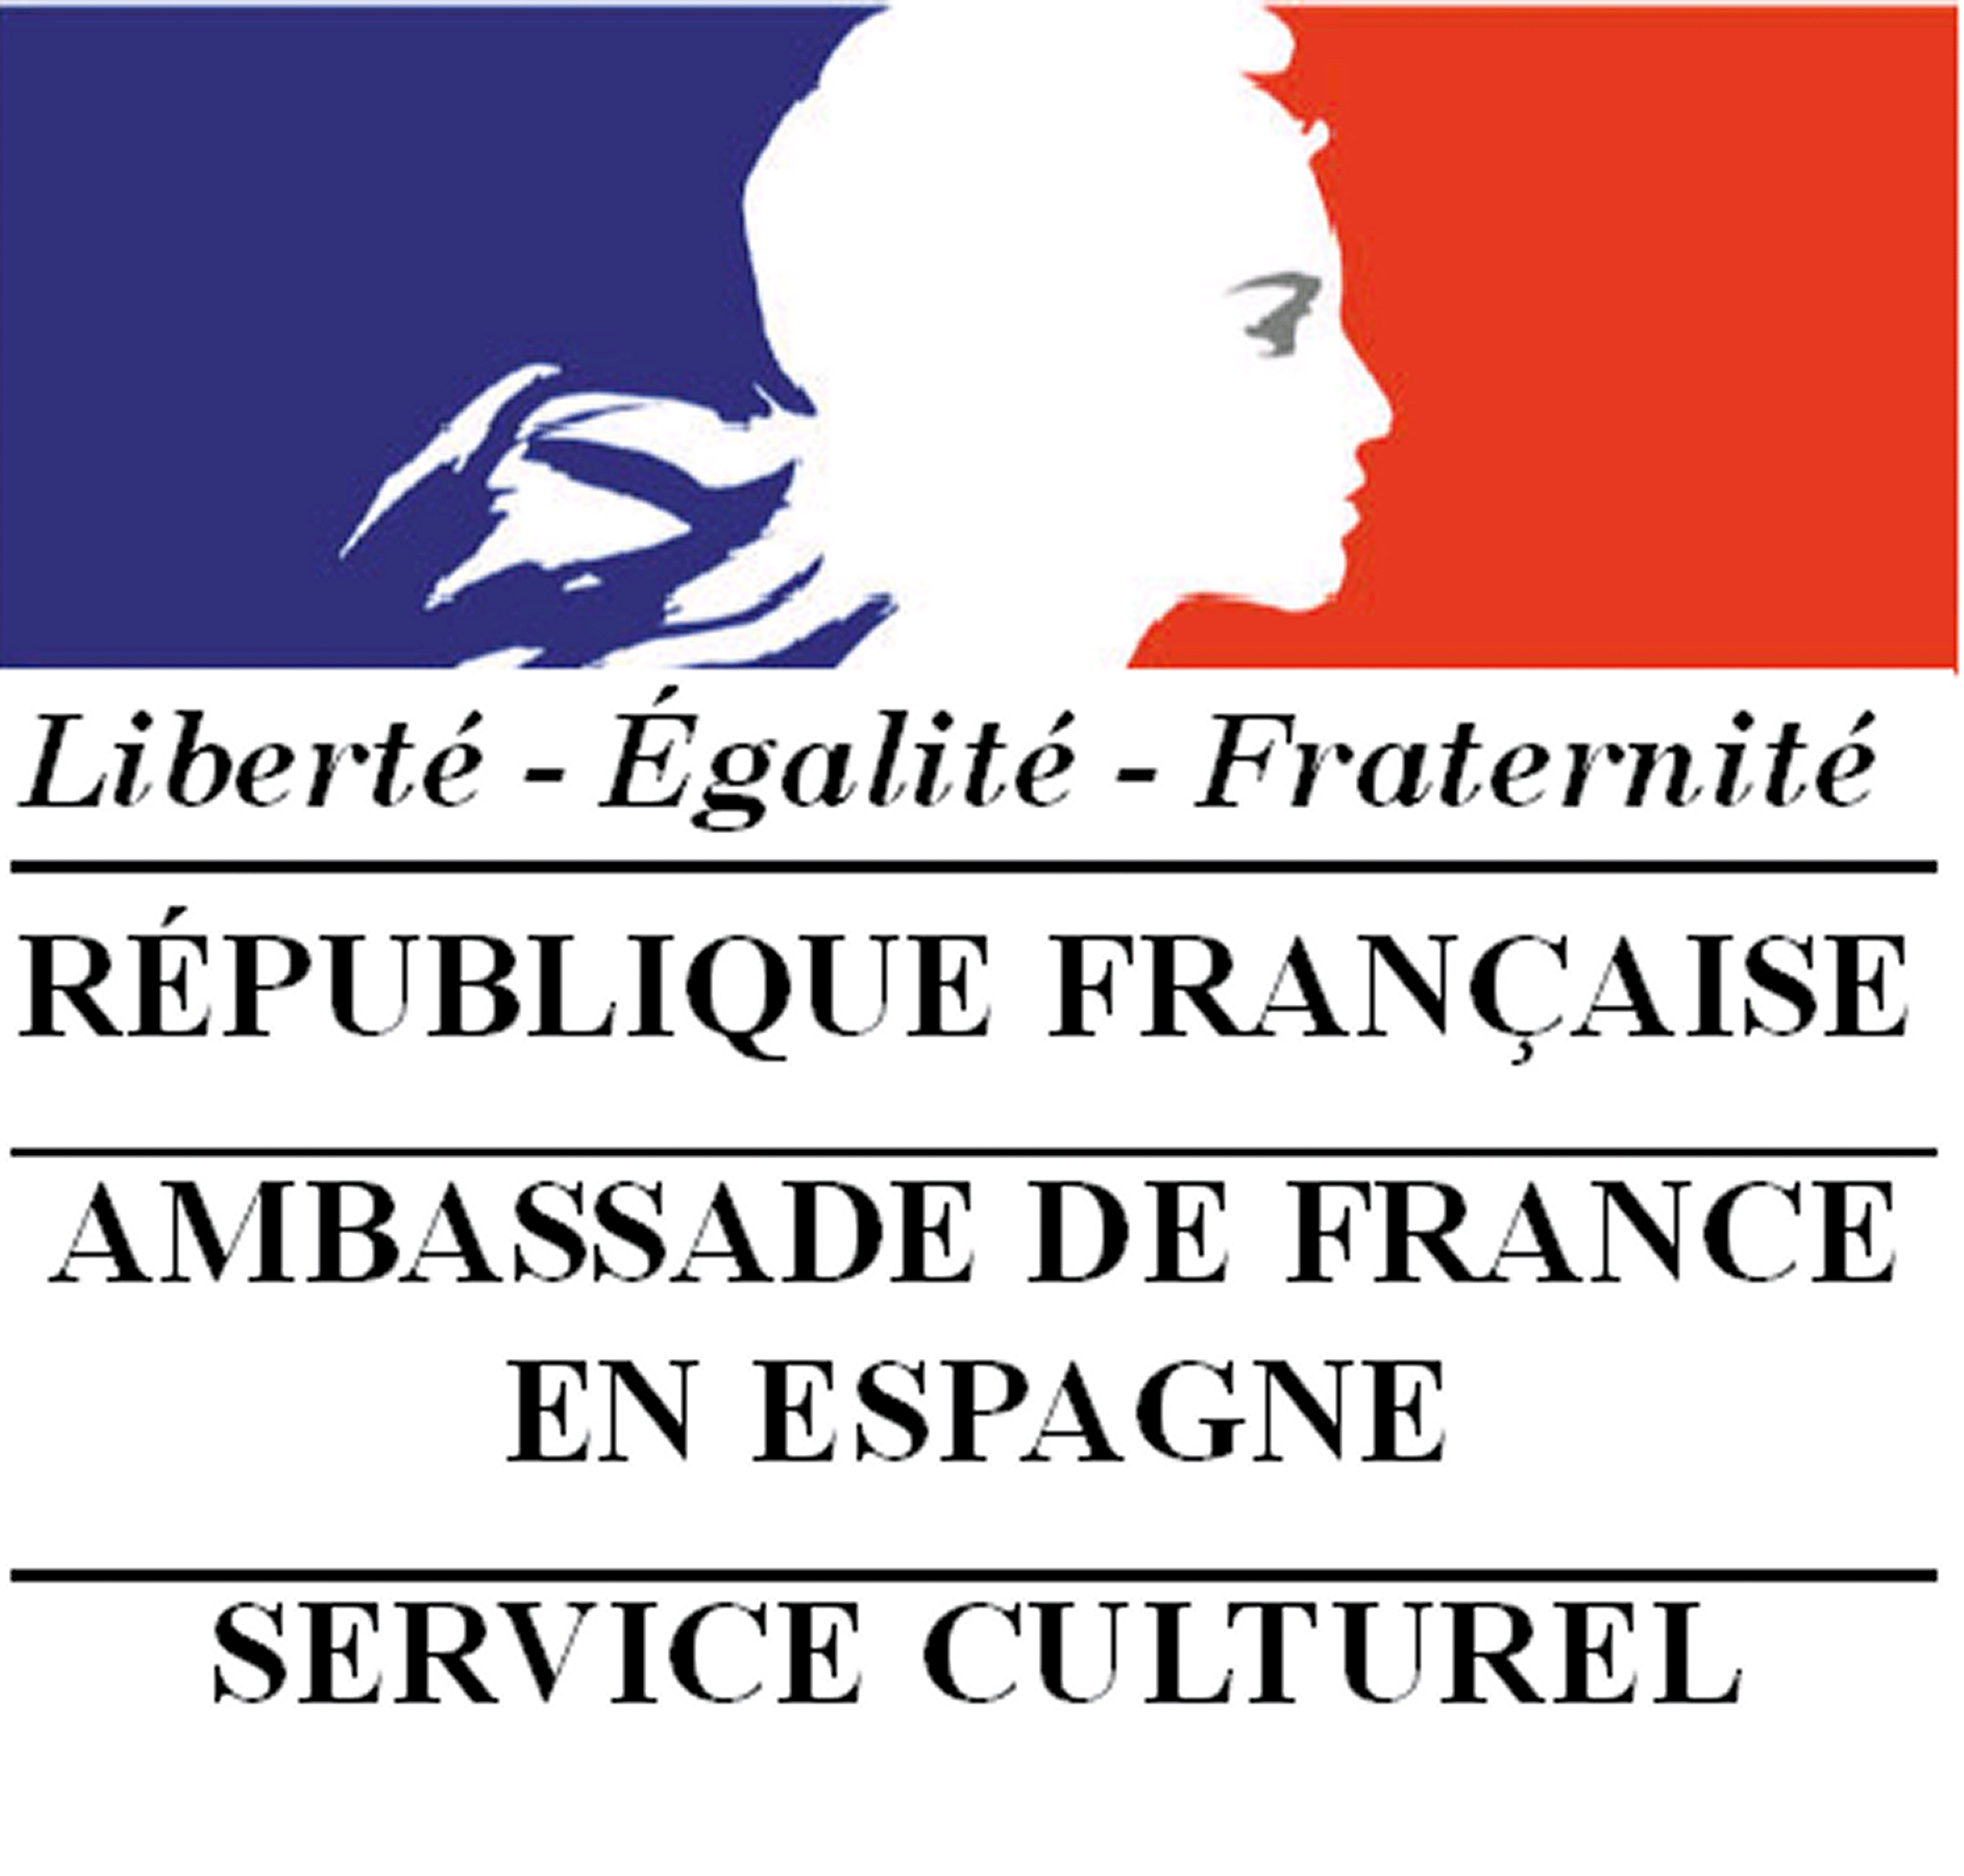 Liberté - Égalité - Fraternité
RÉPUBLIQUE FRANÇAISE
AMBASSADE DE FRANCE
EN ESPAGNE
SERVICE CULTUREL